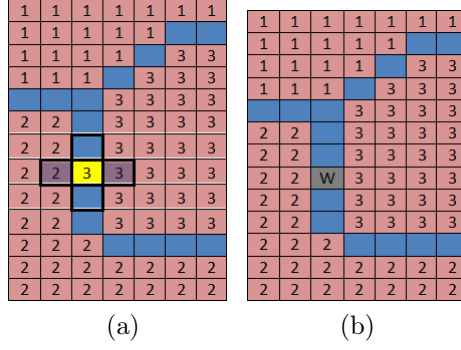 1 1 1 1 1 1 1
1 1 1 1 1
1 1 1 1 3 3
1 1 1 3 3 3
3 3 3 3
2 2 3 3 3 3
2 2 3 3 3 3
2 2 3 3 3 3 3
2 2 3 3 3 3
2 2 3 3 3 3
2 2 2
2 2 2 2 2 2 2
2 2 2 2 2 2 2
(a)
1 1 1 1 1 1 1
1 1 1 1 1
1 1 1 1 3 3
1 1 1 3 3 3
3 3 3 3
2 2 3 3 3 3
2 2 3 3 3 3
2 2 W 3 3 3 3
2 2 3 3 3 3
2 2 3 3 3 3
2 2 2
2 2 2 2 2 2 2
2 2 2 2 2 2 2
(b)